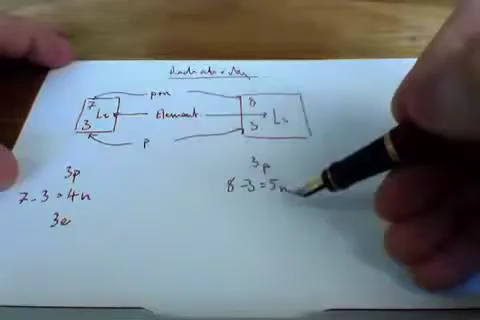 Radioactivity
p+n
7 Li 3
Element
8 Li 3
p
3p
7-3=4n
3e
3p
8-3=5n